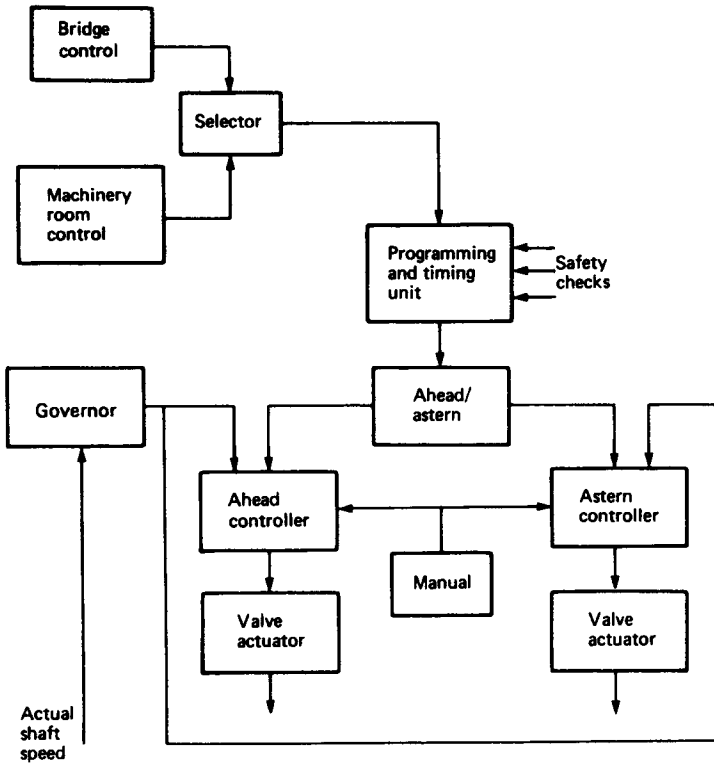 Bridge
control
Selector
Machinery
room
control
Programming
and timing
unit
Safety
checks
Governor
Ahead/
astern
Ahead
controller
Astern
controller
Manual
Valve
actuator
Valve
actuator
Actual
shaft
speed